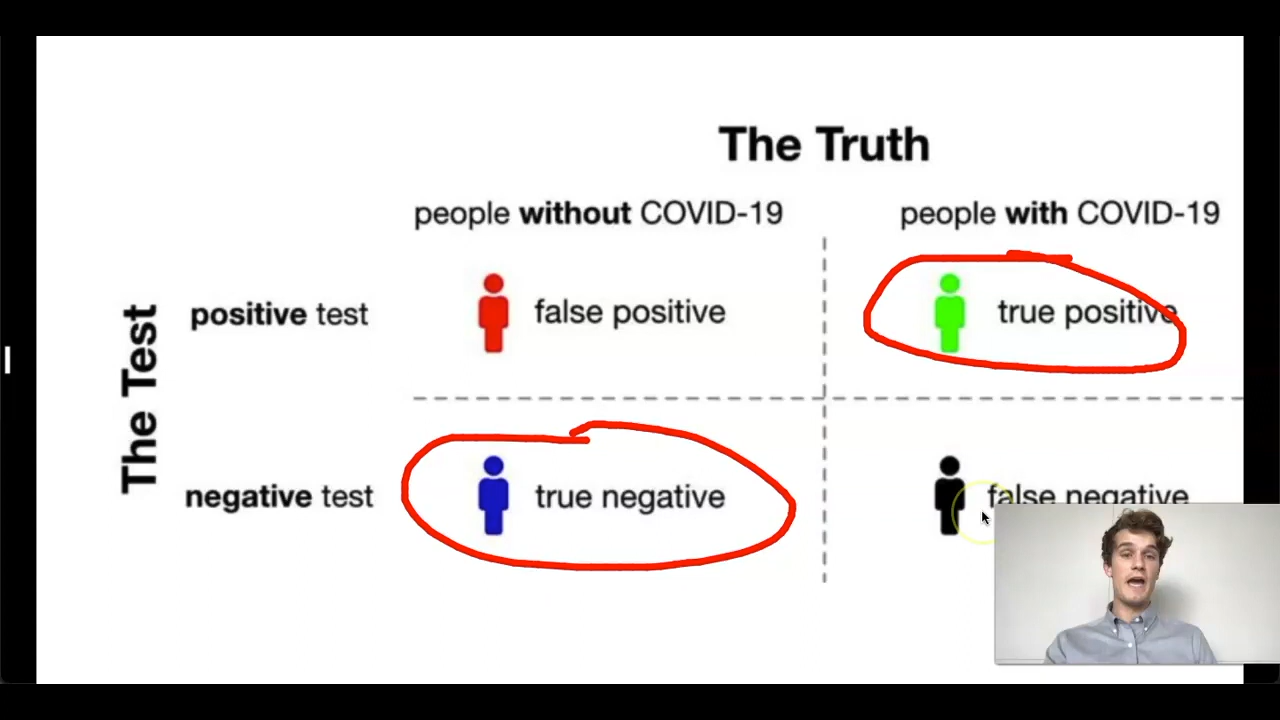 The Truth
people without COVID-19
people with COVID-19
The Test
positive test
false positive
true positive
negative test
true negative
false negative